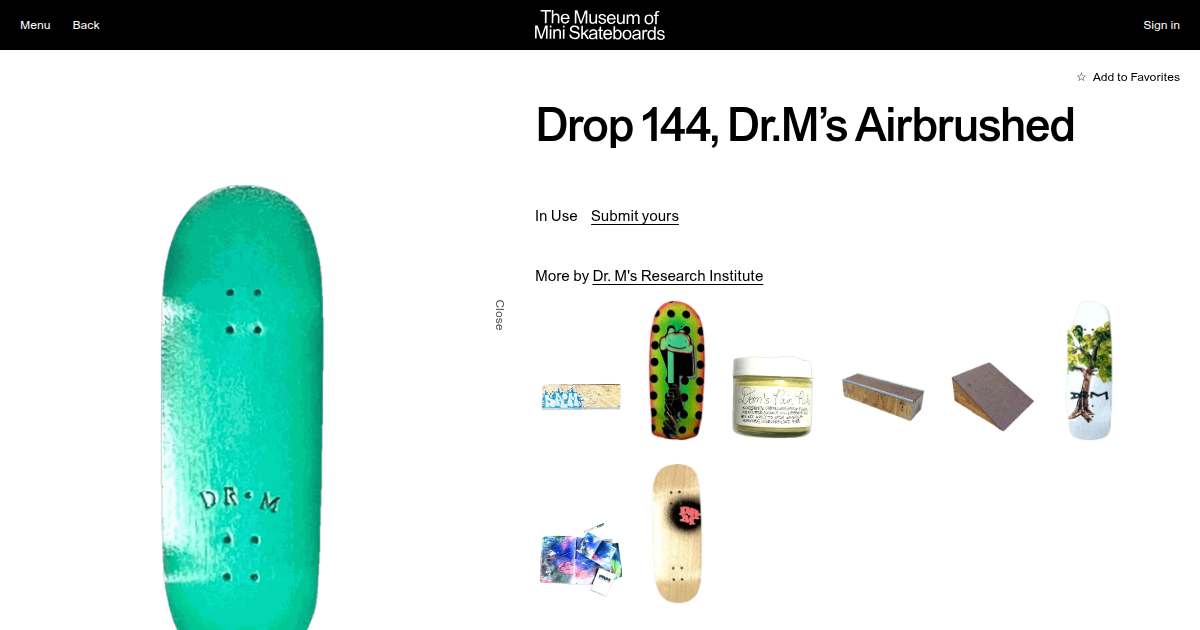 Menu
Back
The Museum of
Mini Skateboards
Sign in
☆ Add to Favorites
Drop 144, Dr.M’s Airbrushed
In Use Submit yours
More by Dr. M's Research Institute
Close
DR•M